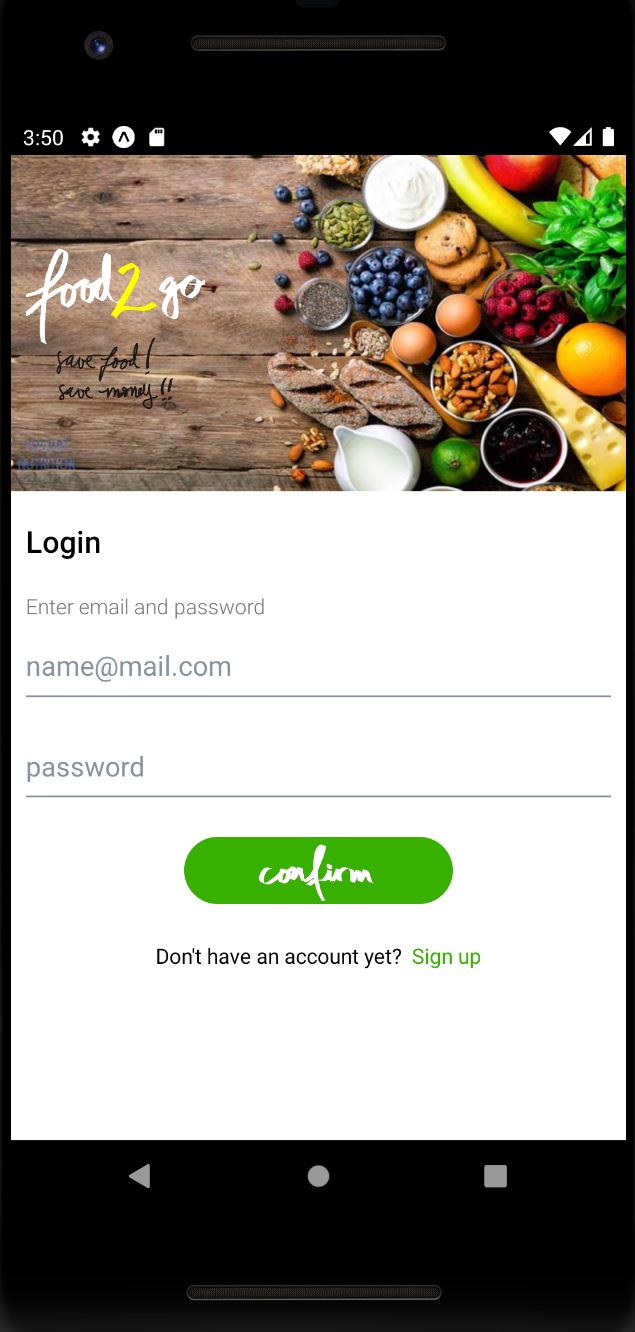 3:50
food2go
save food!
save money!!
Login
Enter email and password
name@mail.com
password
confirm
Don't have an account yet? Sign up